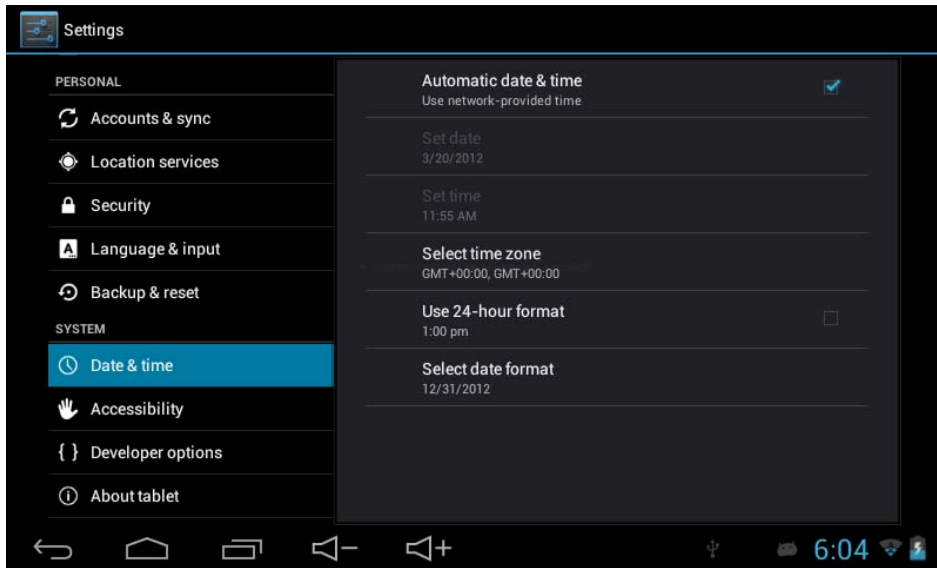 Settings
PERSONAL
Accounts & sync
Location services
Security
Language & input
Backup & reset
SYSTEM
Date & time
Accessibility
{ } Developer options
About tablet
Automatic date & time
Use network-provided time
Set date
3/20/2012
Set time
11:55 AM
Select time zone
GMT+00:00, GMT+00:00
Use 24-hour format
1:00 pm
Select date format
12/31/2012
6:04